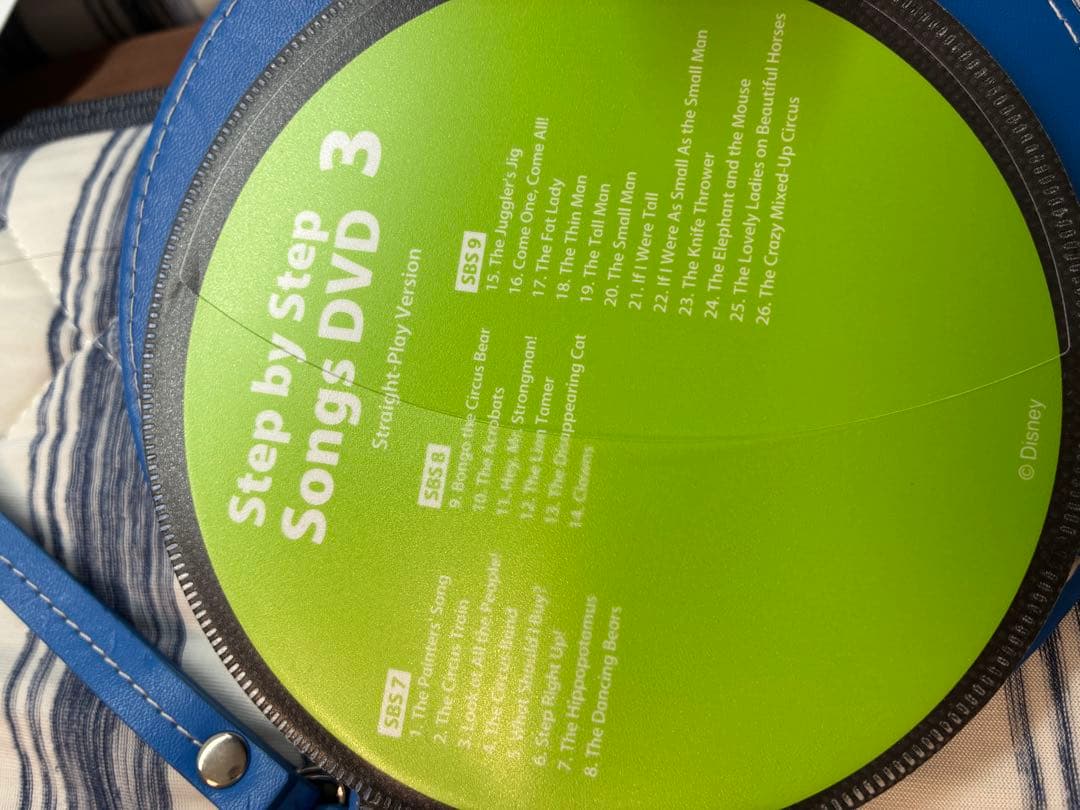 Step by Step
Songs DVD 3
Straight-Play Version
SBS 7
1. The Painters' Song
2. The Circus Train
3. Look at All the People!
4. The Circus Band
5. What Should I Buy?
6. Step Right Up!
7. The Hippopotamus
8. The Dancing Bears
SBS 8
9. Bongo the Circus Bear
10. The Acrobats
11. Hey, Mr. Strongman!
12. The Lion Tamer
13. The Disappearing Cat
14. Clowns
SBS 9
15. The Juggler's Jig
16. Come One, Come All!
17. The Fat Lady
18. The Thin Man
19. The Tall Man
20. The Small Man
21. If I Were Tall
22. If I Were As Small As the Small Man
23. The Knife Thrower
24. The Elephant and the Mouse
25. The Lovely Ladies on Beautiful Horses
26. The Crazy Mixed-Up Circus
© Disney